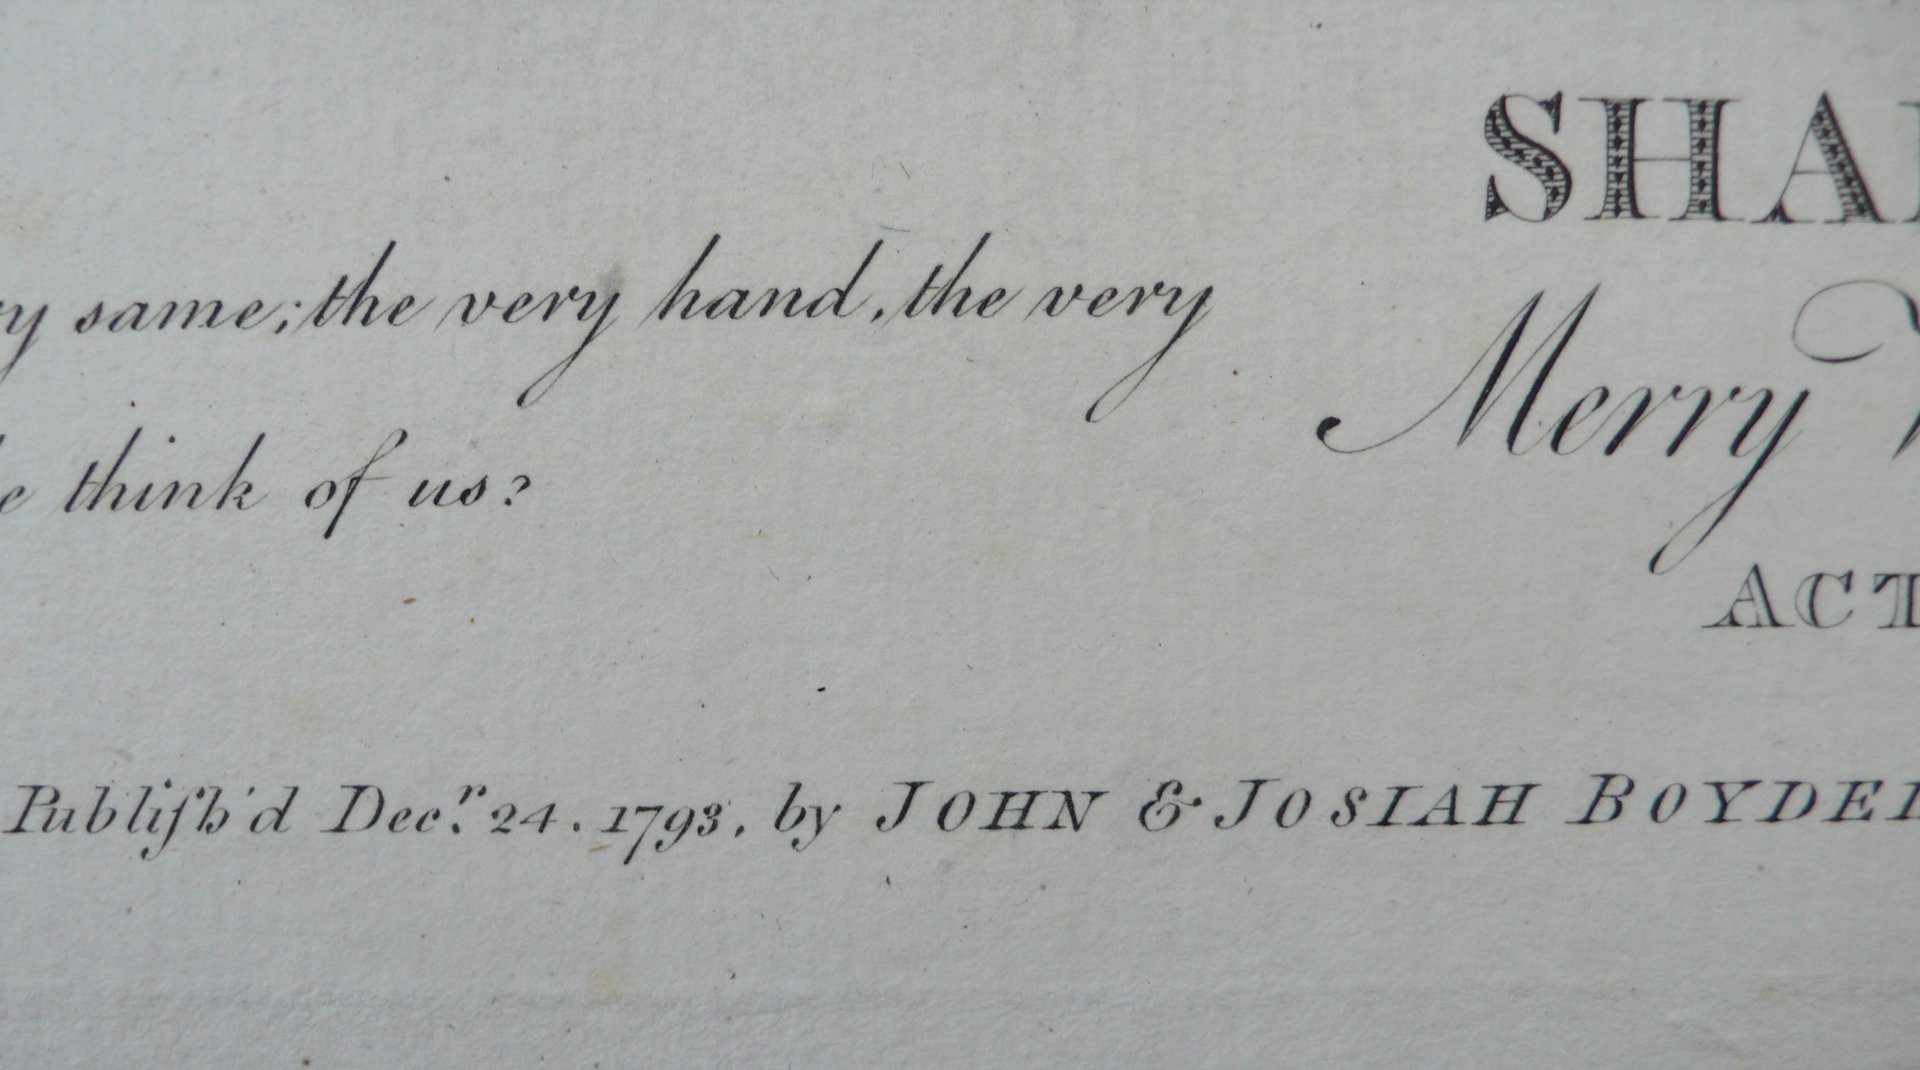 SHA
y same; the very hand, the very
Merry
e think of us?
ACT
Publiſh'd Decr. 24. 1793, by JOHN & JOSIAH BOYDEL